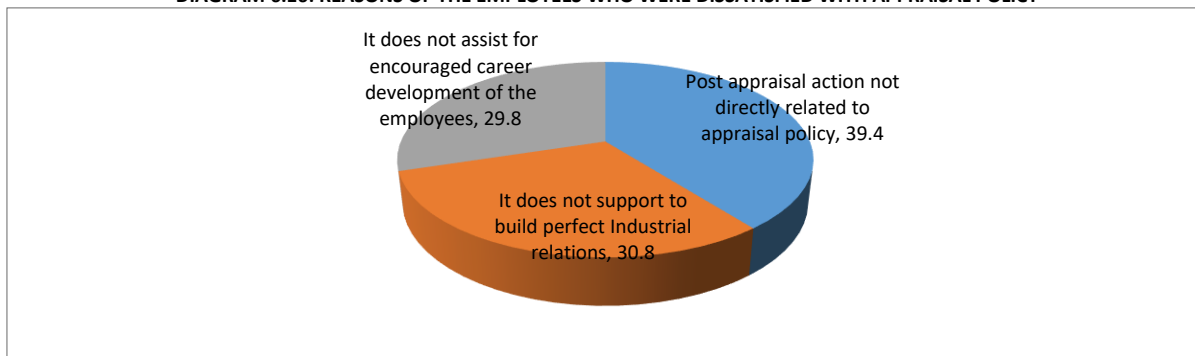 It does not assist for
encouraged career
development of the
employees, 29.8
Post appraisal action not
directly related to
appraisal policy, 39.4
It does not support to
build perfect Industrial
relations, 30.8